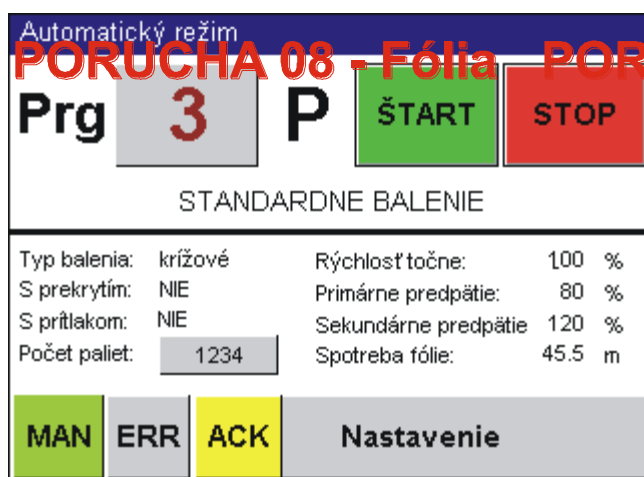 Automatický režim
PORUCHA 08 - Fólia POR
Prg 3 P ŠTART STOP
STANDARDNE BALENIE
Typ balenia: krížové Rýchlosť točne: 100 %
S prekrytím: NIE Primárne predpätie: 80 %
S prítlakom: NIE Sekundárne predpätie 120 %
Počet paliet: 1234 Spotreba fólie: 45.5 m
MAN ERR ACK Nastavenie